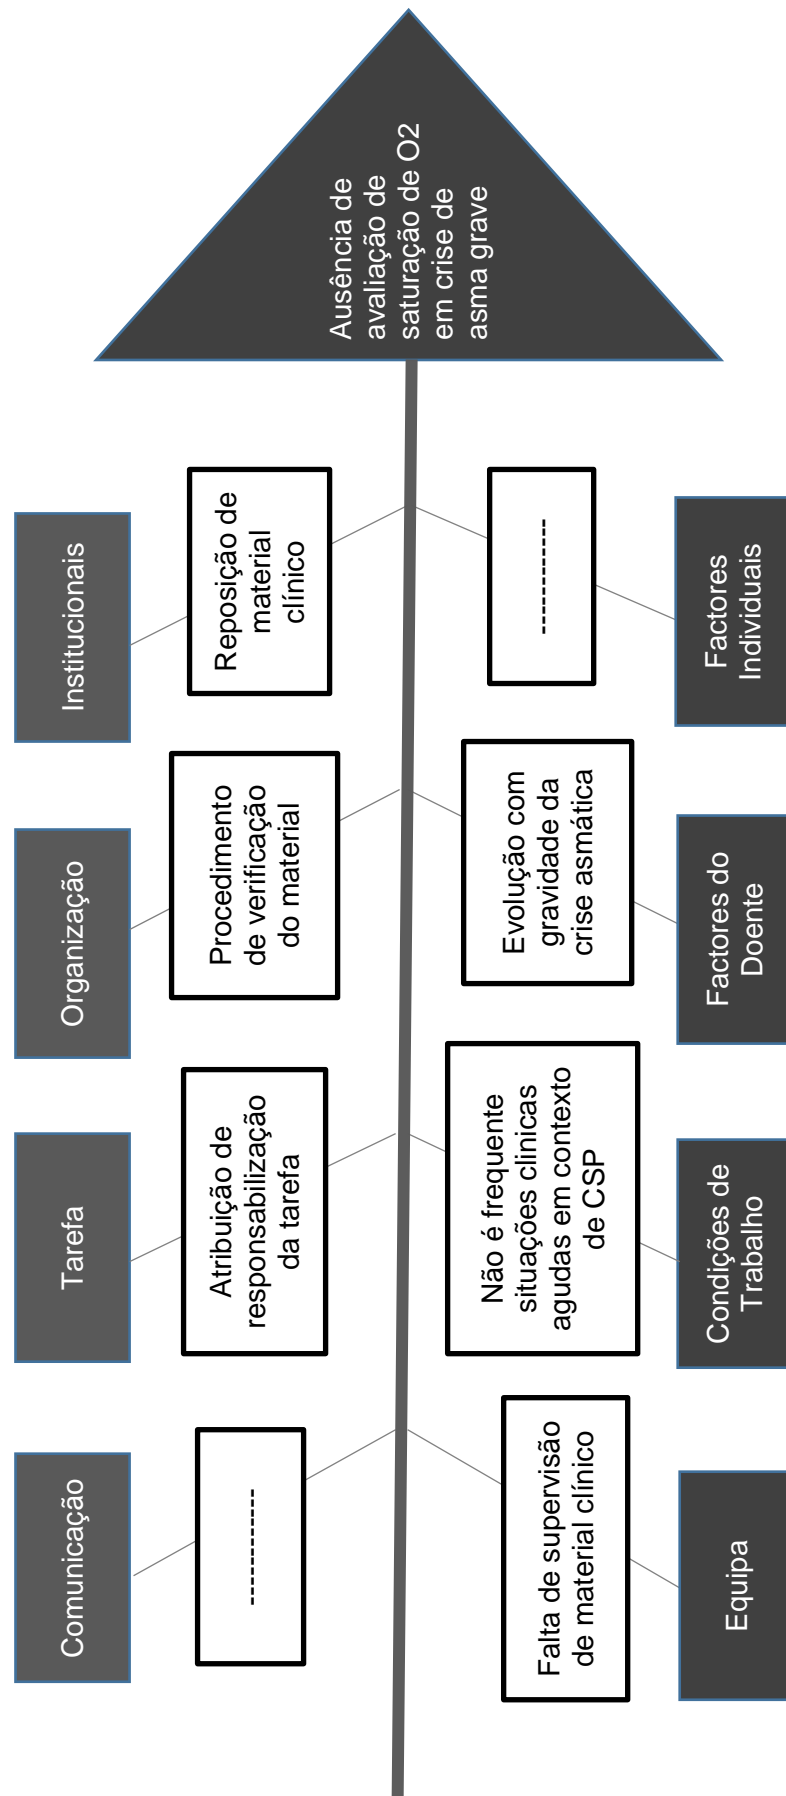 Comunicação
Tarefa
Organização
Institucionais
---------------
Atribuição de
responsabilização
da tarefa
Procedimento
de verificação
do material
Reposição de
material
clínico
Ausência de
avaliação de
saturação de O2
em crise de
asma grave
Falta de supervisão
de material clínico
Não é frequente
situações clinicas
agudas em contexto
de CSP
Evolução com
gravidade da
crise asmática
---------------
Equipa
Condições de
Trabalho
Factores do
Doente
Factores
Individuais